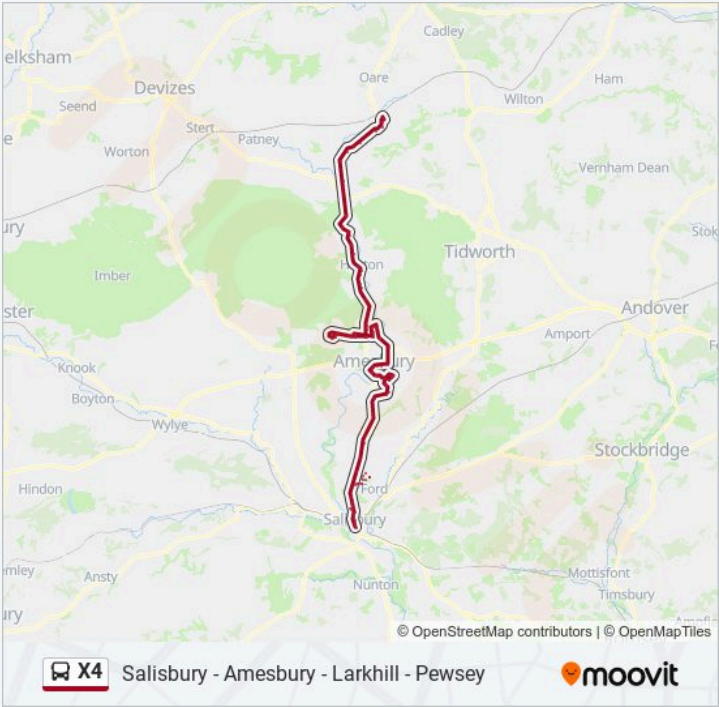 Cadley
elksham
Oare
Devizes
Ham
Seend
Wilton
Stert
Patney
Worton
Vernham Dean
Tidworth
Imber
ster
Andover
Amport
Amesbury
Knook
Boyton
Wylye
Stockbridge
Hindon
Ford
Salisbury
Mottisfont
Ansty
Nunton
Timsbury
© OpenStreetMap contributors | © OpenMapTiles
X4 Salisbury - Amesbury - Larkhill - Pewsey moovit